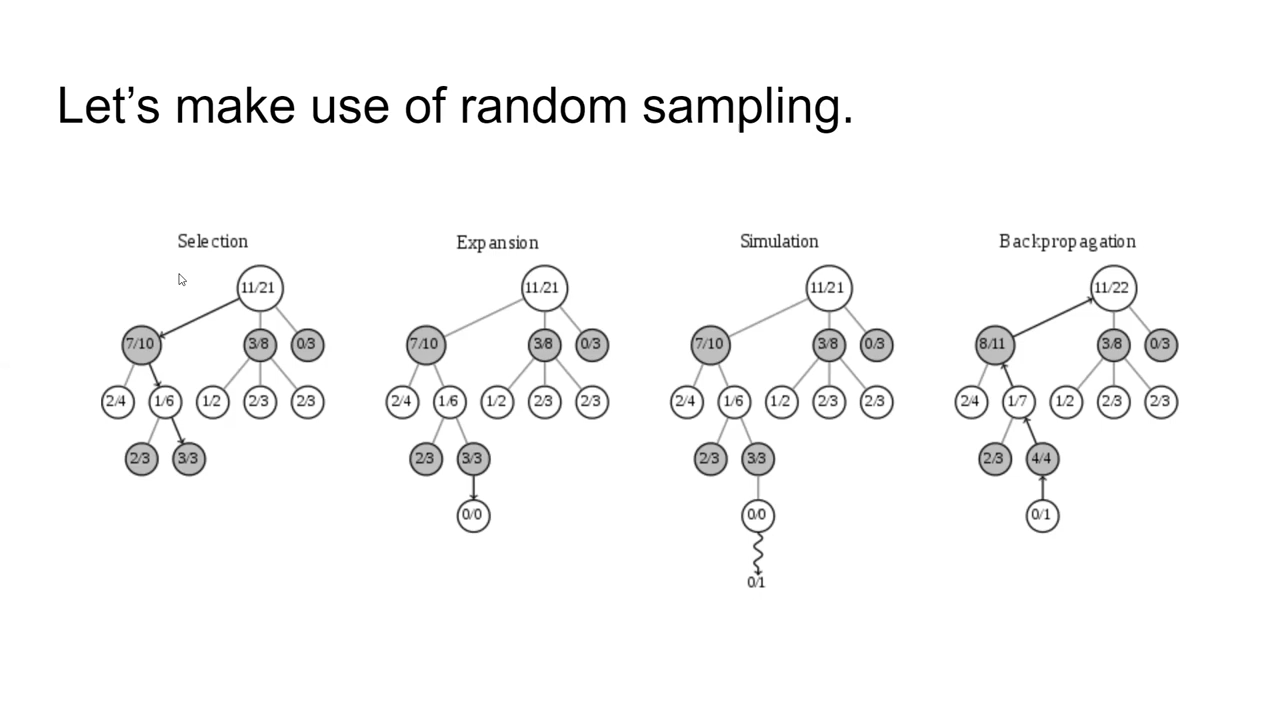 Let's make use of random sampling.
Selection Expansion Simulation Backpropagation
11/21 11/21 11/21 11/22
7/10 3/8 0/3 7/10 3/8 0/3 7/10 3/8 0/3 8/11 3/8 0/3
2/4 1/6 1/2 2/3 2/3 2/4 1/6 1/2 2/3 2/3 2/4 1/6 1/2 2/3 2/3 2/4 1/7 1/2 2/3 2/3
2/3 3/3 2/3 3/3 2/3 3/3 2/3 4/4
0/0 0/0 0/1
0/1